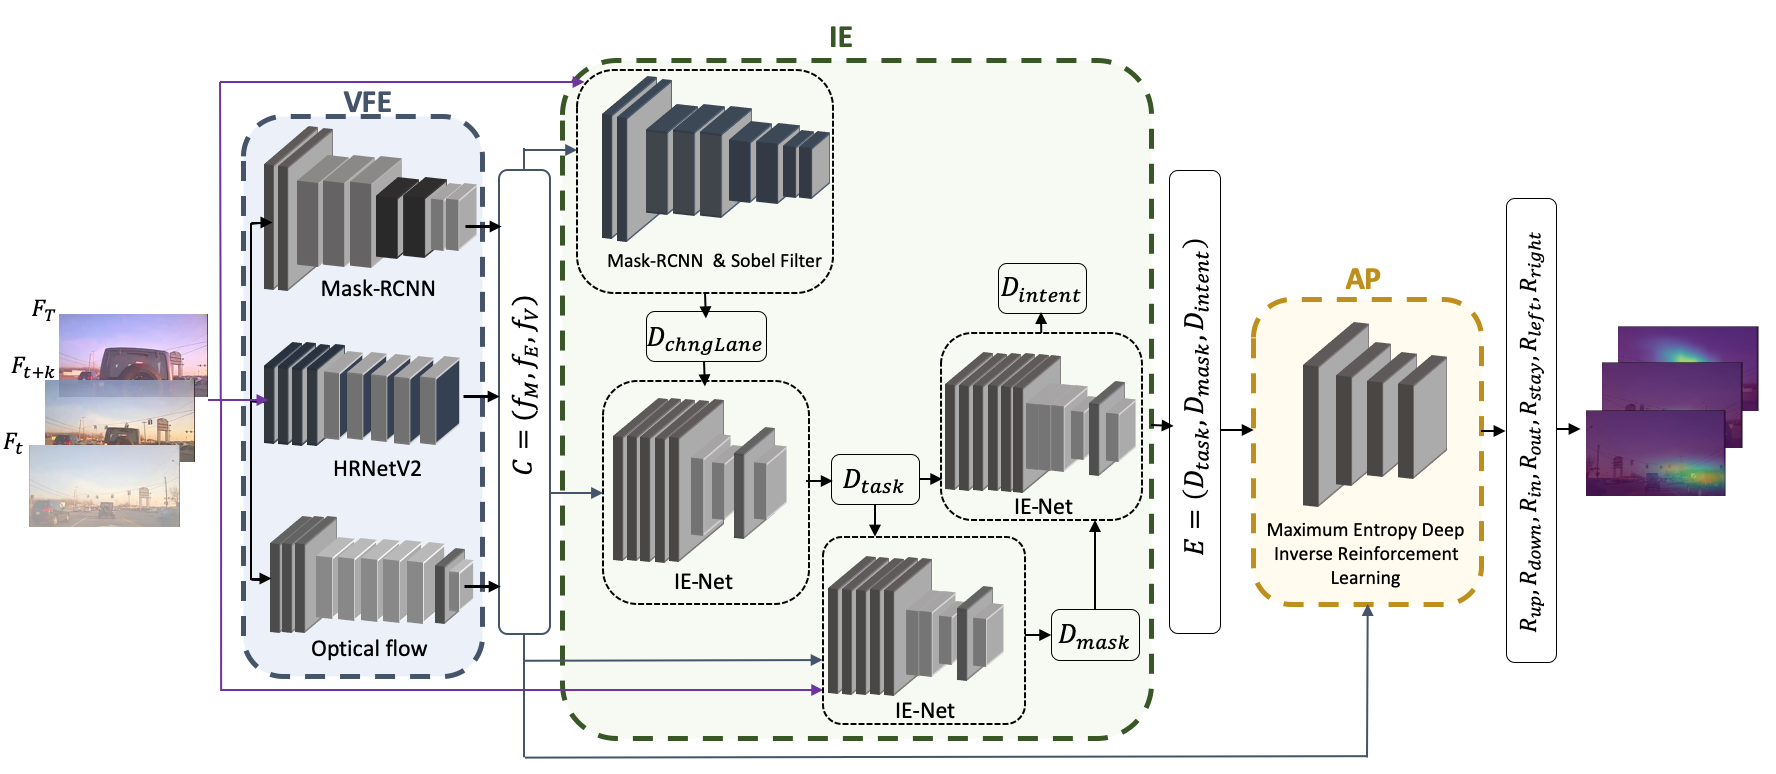 IE
VFE
AP
F_T
F_{t+k}
F_t
Mask-RCNN
HRNetV2
Optical flow
C = (f_M, f_E, f_V)
Mask-RCNN & Sobel Filter
D_{chngLane}
IE-Net
D_{task}
IE-Net
D_{mask}
IE-Net
D_{intent}
E = (D_{task}, D_{mask}, D_{intent})
Maximum Entropy Deep
Inverse Reinforcement
Learning
R_{up}, R_{down}, R_{in}, R_{out}, R_{stay}, R_{left}, R_{right}